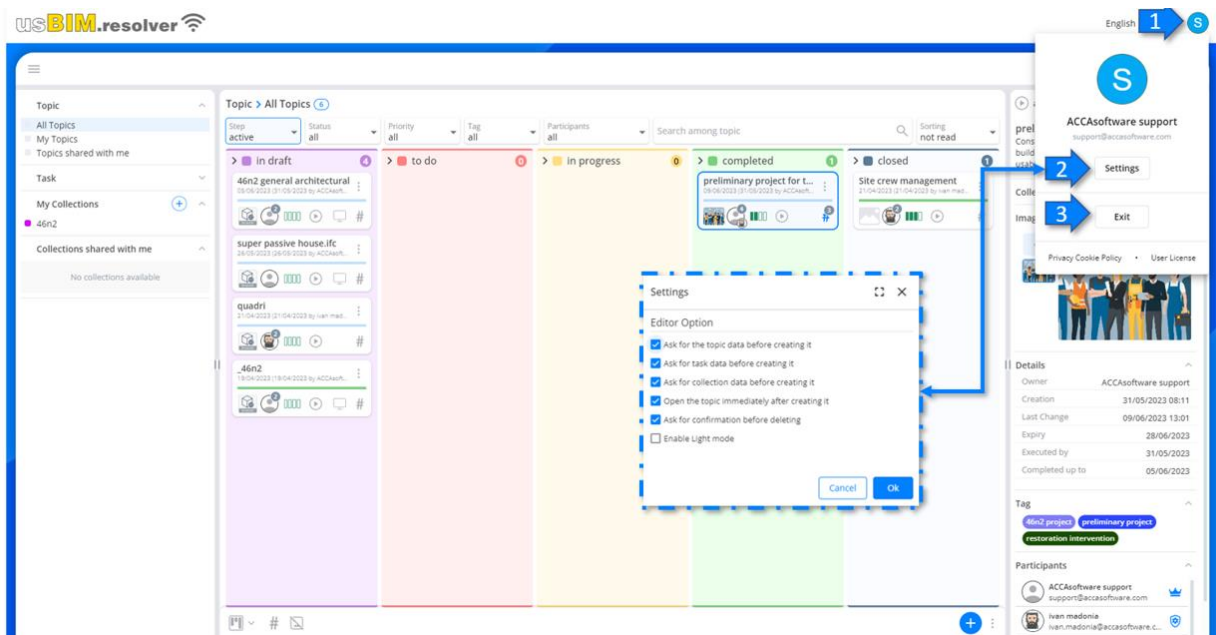 usBIM.resolver
English
1
S
Topic
All Topics
My Topics
Topics shared with me
Task
My Collections
46n2
Collections shared with me
No collections available
Topic > All Topics 6
Step
active
Status
all
Priority
all
Tag
all
Participants
all
Search among topic
Sorting
not read
in draft 4
46n2 general architectural
2
#
super passive house.ifc
#
quadri
2
#
_46n2
2
#
to do 0
in progress 0
completed 1
preliminary project for t...
4
3
#
closed 1
Site crew management
2
Settings
Editor Option
Ask for the topic data before creating it
Ask for task data before creating it
Ask for collection data before creating it
Open the topic immediately after creating it
Ask for confirmation before deleting
Enable Light mode
Cancel
Ok
S
ACCAsoftware support
support@accasoftware.com
2
Settings
3
Exit
Privacy Cookie Policy • User License
Details
Owner ACCAsoftware support
Creation 31/05/2023 08:11
Last Change 09/06/2023 13:01
Expiry 28/06/2023
Executed by 31/05/2023
Completed up to 05/06/2023
Tag
46n2 project
preliminary project
restoration intervention
Participants
ACCAsoftware support
support@accasoftware.com
ivan madonia
ivan.madonia@accasoftware.c...
#